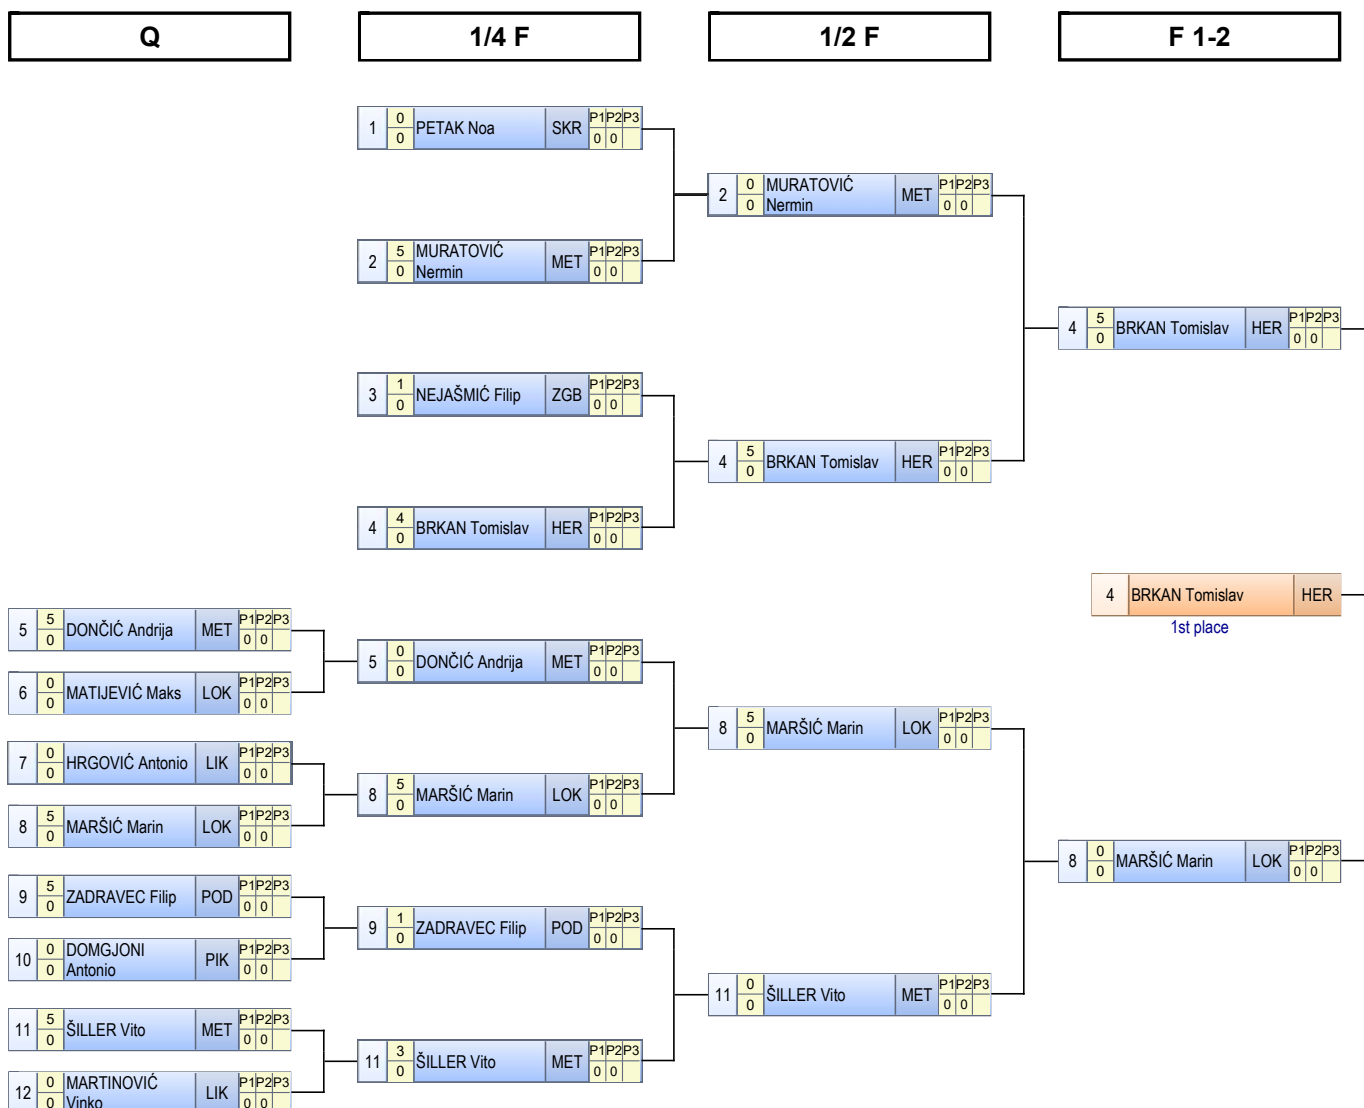 Q
1/4 F
1/2 F
F 1-2
1 0 PETAK Noa SKR P1 P2 P3
0 0 0
2 0 MURATOVIĆ Nermin MET P1 P2 P3
0 0 0
2 5 MURATOVIĆ Nermin MET P1 P2 P3
0 0 0
4 5 BRKAN Tomislav HER P1 P2 P3
0 0 0
3 1 NEJAŠMIĆ Filip ZGB P1 P2 P3
0 0 0
4 5 BRKAN Tomislav HER P1 P2 P3
0 0 0
4 4 BRKAN Tomislav HER P1 P2 P3
0 0 0
4 BRKAN Tomislav HER
1st place
5 5 DONČIĆ Andrija MET P1 P2 P3
0 0 0
5 0 DONČIĆ Andrija MET P1 P2 P3
0 0 0
6 0 MATIJEVIĆ Maks LOK P1 P2 P3
0 0 0
8 5 MARŠIĆ Marin LOK P1 P2 P3
0 0 0
7 0 HRGOVIĆ Antonio LIK P1 P2 P3
0 0 0
8 5 MARŠIĆ Marin LOK P1 P2 P3
0 0 0
8 5 MARŠIĆ Marin LOK P1 P2 P3
0 0 0
8 0 MARŠIĆ Marin LOK P1 P2 P3
0 0 0
9 5 ZADRAVEC Filip POD P1 P2 P3
0 0 0
9 1 ZADRAVEC Filip POD P1 P2 P3
0 0 0
10 0 DOMGJONI Antonio PIK P1 P2 P3
0 0 0
11 0 ŠILLER Vito MET P1 P2 P3
0 0 0
11 5 ŠILLER Vito MET P1 P2 P3
0 0 0
11 3 ŠILLER Vito MET P1 P2 P3
0 0 0
12 0 MARTINOVIĆ Vinko LIK P1 P2 P3
0 0 0